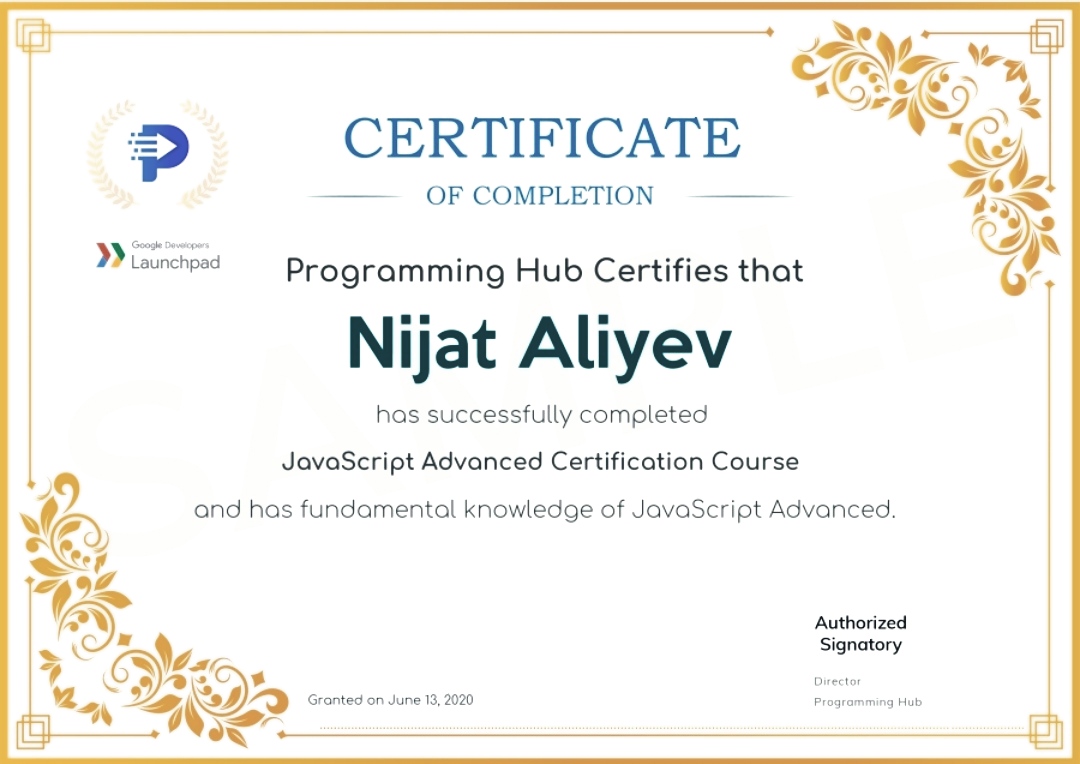 CERTIFICATE
OF COMPLETION
Google Developers
Launchpad
Programming Hub Certifies that
Nijat Aliyev
has successfully completed
JavaScript Advanced Certification Course
and has fundamental knowledge of JavaScript Advanced.
SAMPLE
Authorized
Signatory
Director
Programming Hub
Granted on June 13, 2020